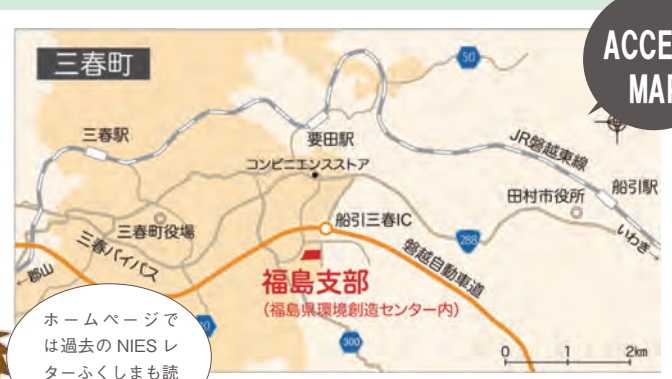 ACCE
MA
三春町
50
三春駅
要田駅
JR磐越東線
コンビニエンスストア
船引駅
田村市役所
三春町役場
船引三春IC
いわき→
三春バイパス
288
磐越自動車道
←郡山
福島支部
（福島県環境創造センター内）
300
0 1 2km
ホームページで
は過去の NIES レ
ターふくしまも読